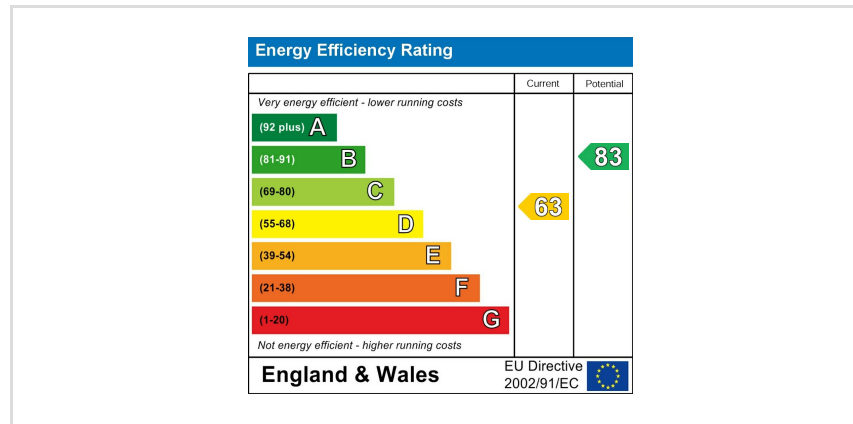 Energy Efficiency Rating
Current Potential
Very energy efficient - lower running costs
(92 plus) A
(81-91) B
83
(69-80) C
63
(55-68) D
(39-54) E
(21-38) F
(1-20) G
Not energy efficient - higher running costs
England & Wales
EU Directive
2002/91/EC